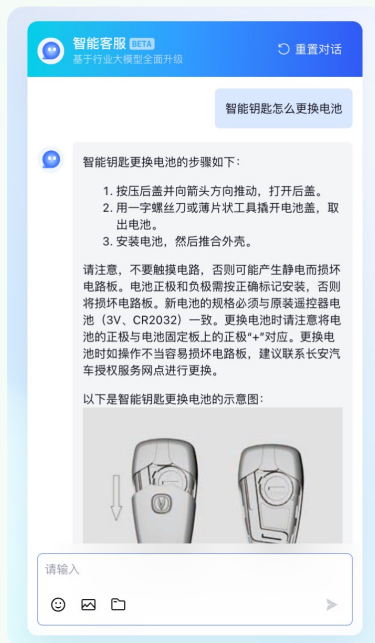 智能客服 BETA
基于行业大模型全面升级
重置对话
智能钥匙怎么更换电池
智能钥匙更换电池的步骤如下：
1. 按压后盖并向箭头方向推动，打开后盖。
2. 用一字螺丝刀或薄片状工具撬开电池盖，取
出电池。
3. 安装电池，然后推合外壳。
请注意，不要触摸电路，否则可能产生静电而损坏
电路板。电池正极和负极需按正确标记安装，否则
将损坏电路板。新电池的规格必须与原装遥控器电
池（3V、CR2032）一致。更换电池时请注意将电
池的正极与电池固定板上的正极“+”对应。更换电
池时如操作不当容易损坏电路板，建议联系长安汽
车授权服务网点进行更换。
以下是智能钥匙更换电池的示意图：
请输入